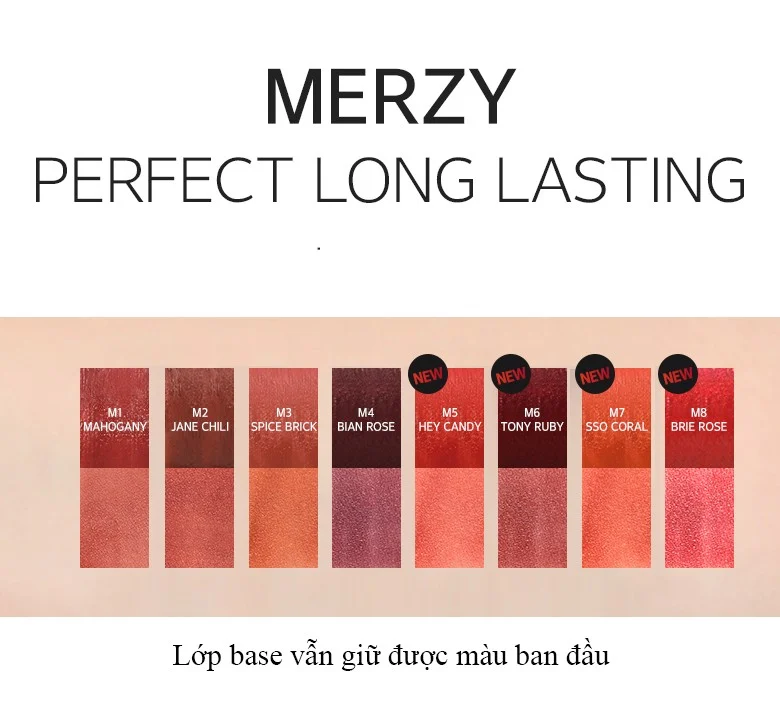 MERZY
PERFECT LONG LASTING
.
NEW NEW NEW NEW
M1 M2 M3 M4 M5 M6 M7 M8
MAHOGANY JANE CHILI SPICE BRICK BIAN ROSE HEY CANDY TONY RUBY SSO CORAL BRIE ROSE
Lớp base vẫn giữ được màu ban đầu